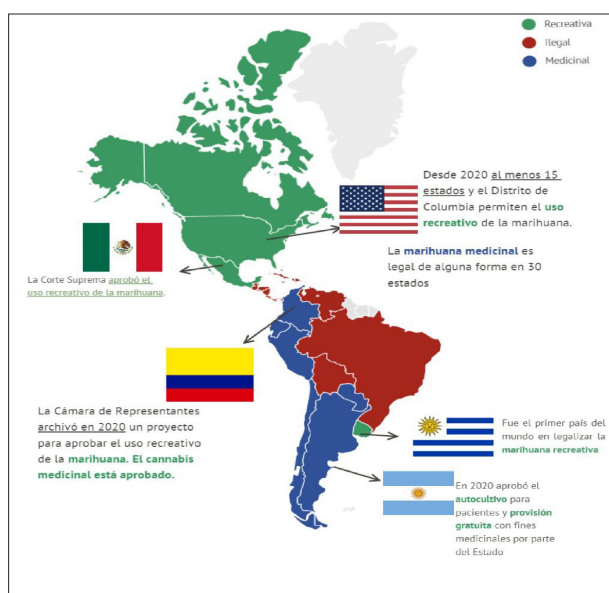 Recreativa
Ilegal
Medicinal
Desde 2020 al menos 15
estados y el Distrito de
Columbia permiten el uso
recreativo de la marihuana.
La marihuana medicinal es
legal de alguna forma en 30
estados
La Corte Suprema aprobó el
uso recreativo de la marihuana.
La Cámara de Representantes
archivó en 2020 un proyecto
para aprobar el uso recreativo
de la marihuana. El cannabis
medicinal está aprobado.
Fue el primer país del
mundo en legalizar la
marihuana recreativa
En 2020 aprobó el
autocultivo para
pacientes y provisión
gratuita con fines
medicinales por parte
del Estado